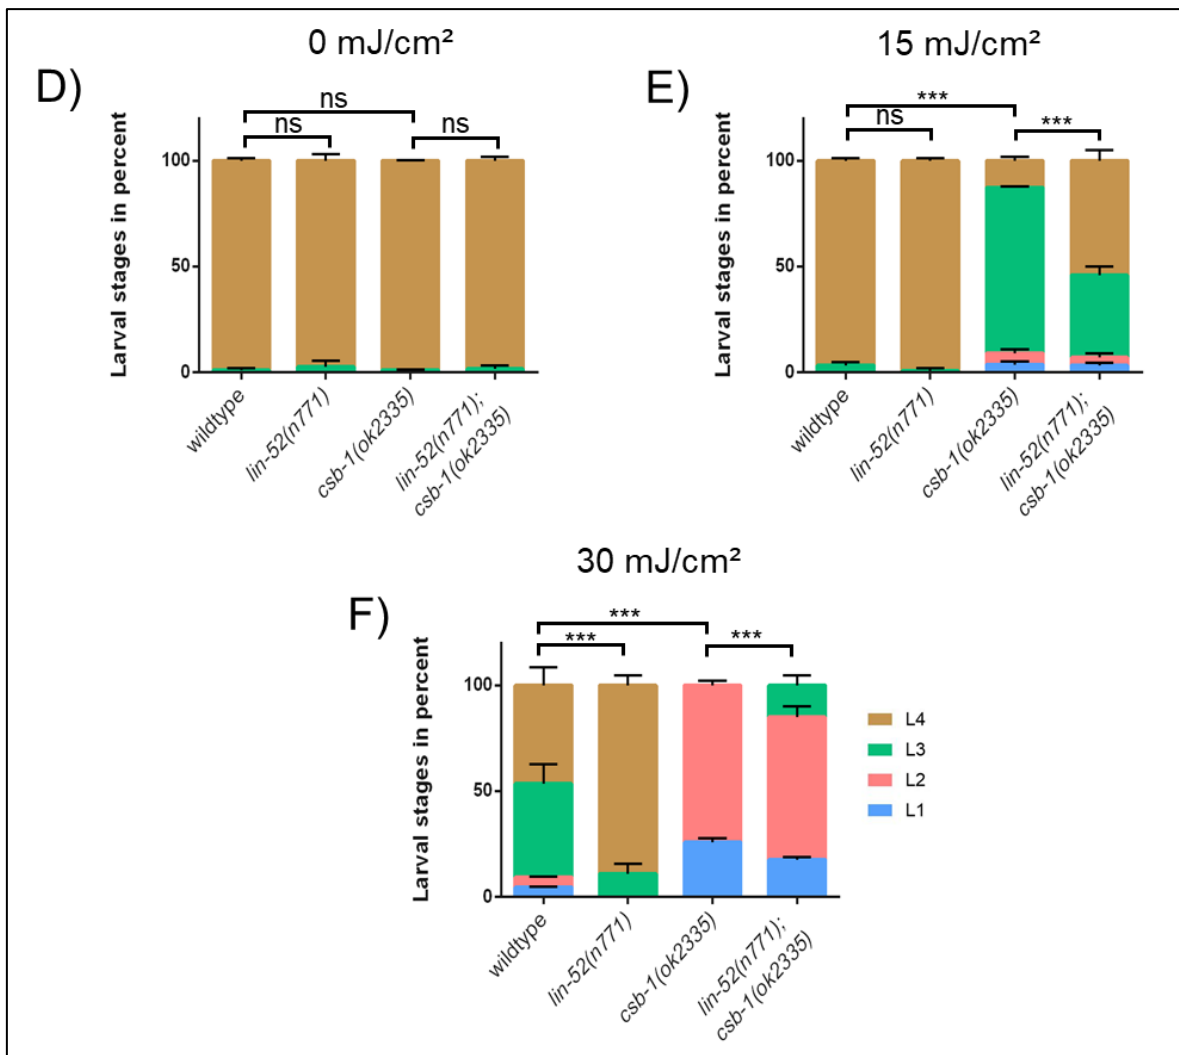 0 mJ/cm²
D)
ns
ns
ns
Larval stages in percent
100
50
0
wildtype
lin-52(n771)
csb-1(ok2335)
lin-52(n771);
csb-1(ok2335)
15 mJ/cm²
E)
***
ns
***
Larval stages in percent
100
50
0
wildtype
lin-52(n771)
csb-1(ok2335)
lin-52(n771);
csb-1(ok2335)
30 mJ/cm²
F)
***
***
***
Larval stages in percent
100
50
0
wildtype
lin-52(n771)
csb-1(ok2335)
lin-52(n771);
csb-1(ok2335)
L4
L3
L2
L1